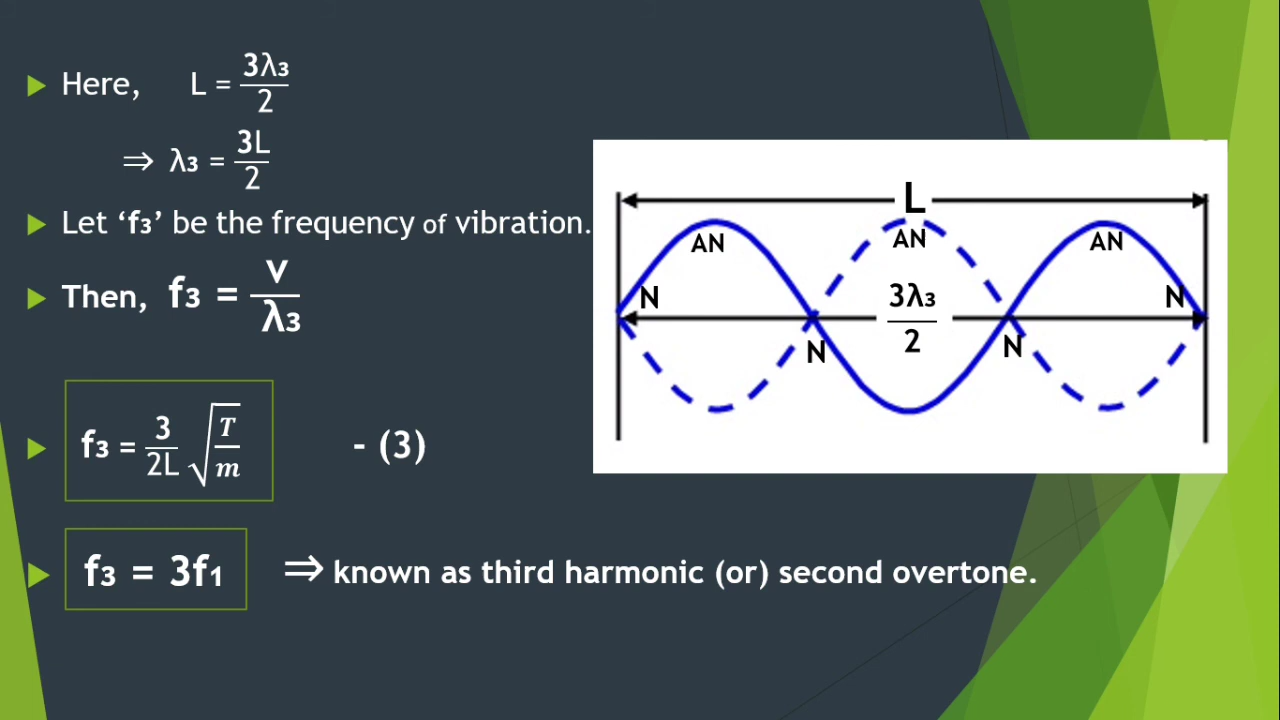 Here, L = 3λ₃/2
⇒ λ₃ = 3L/2
Let ‘f₃’ be the frequency of vibration.
Then, f₃ = v/λ₃
f₃ = 3/2L √T/m - (3)
f₃ = 3f₁ ⇒ known as third harmonic (or) second overtone.
L
AN AN AN
N 3λ₃/2 N
N N